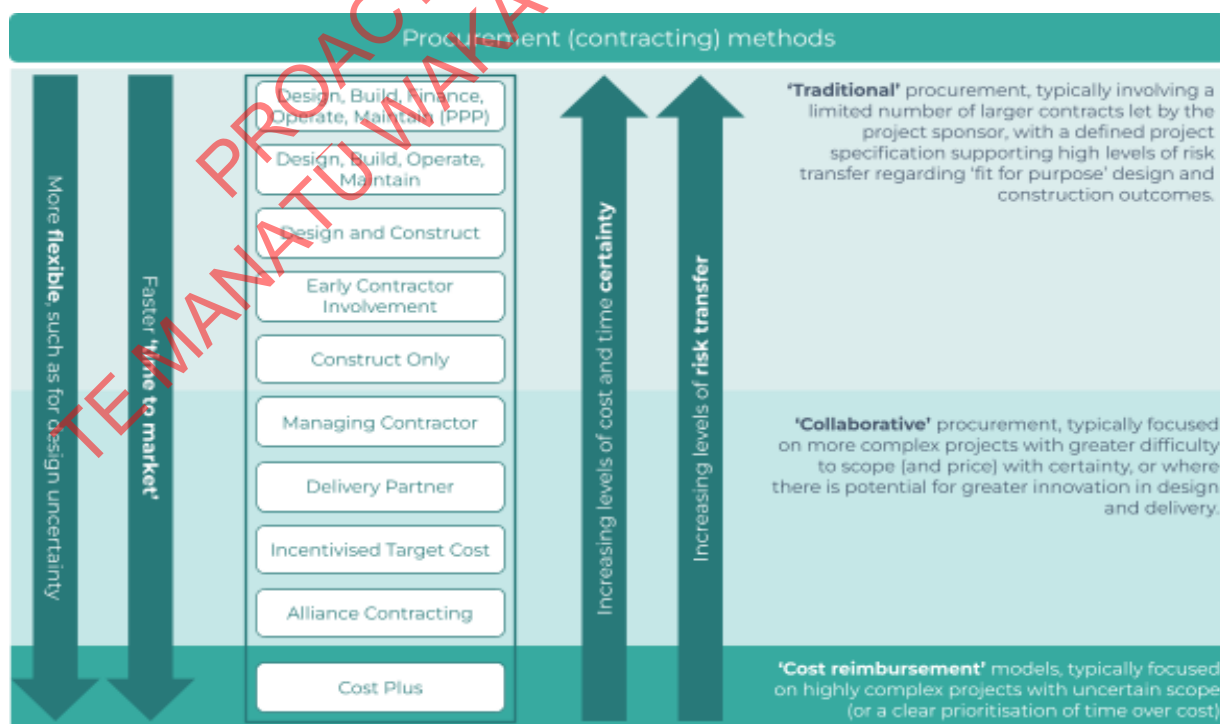 Procurement (contracting) methods
More flexible, such as for design uncertainty
Faster 'time to market'
Design, Build, Finance,
Operate, Maintain (PPP)
Design, Build, Operate,
Maintain
Design and Construct
Early Contractor
Involvement
Construct Only
Managing Contractor
Delivery Partner
Incentivised Target Cost
Alliance Contracting
Cost Plus
Increasing levels of cost and time certainty
Increasing levels of risk transfer
'Traditional' procurement, typically involving a
limited number of larger contracts let by the
project sponsor, with a defined project
specification supporting high levels of risk
transfer regarding 'fit for purpose' design and
construction outcomes.
'Collaborative' procurement, typically focused
on more complex projects with greater difficulty
to scope (and price) with certainty, or where
there is potential for greater innovation in design
and delivery.
'Cost reimbursement' models, typically focused
on highly complex projects with uncertain scope
(or a clear prioritisation of time over cost)
TE MANATŪ